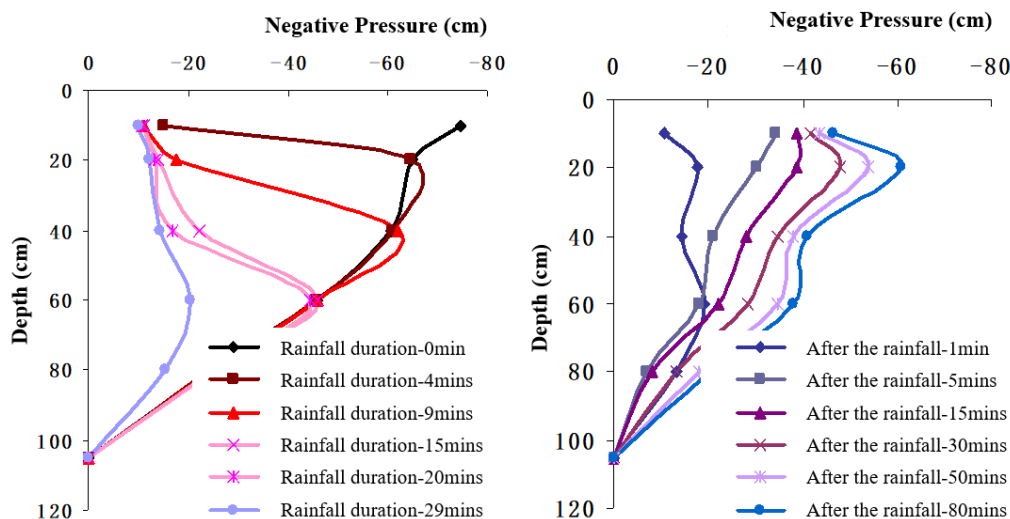 Negative Pressure (cm)
0 -20 -40 -60 -80
0
20
40
60
80
100
120
Depth (cm)
Rainfall duration-0min
Rainfall duration-4mins
Rainfall duration-9mins
Rainfall duration-15mins
Rainfall duration-20mins
Rainfall duration-29mins
Negative Pressure (cm)
0 -20 -40 -60 -80
0
20
40
60
80
100
120
Depth (cm)
After the rainfall-1min
After the rainfall-5mins
After the rainfall-15mins
After the rainfall-30mins
After the rainfall-50mins
After the rainfall-80mins